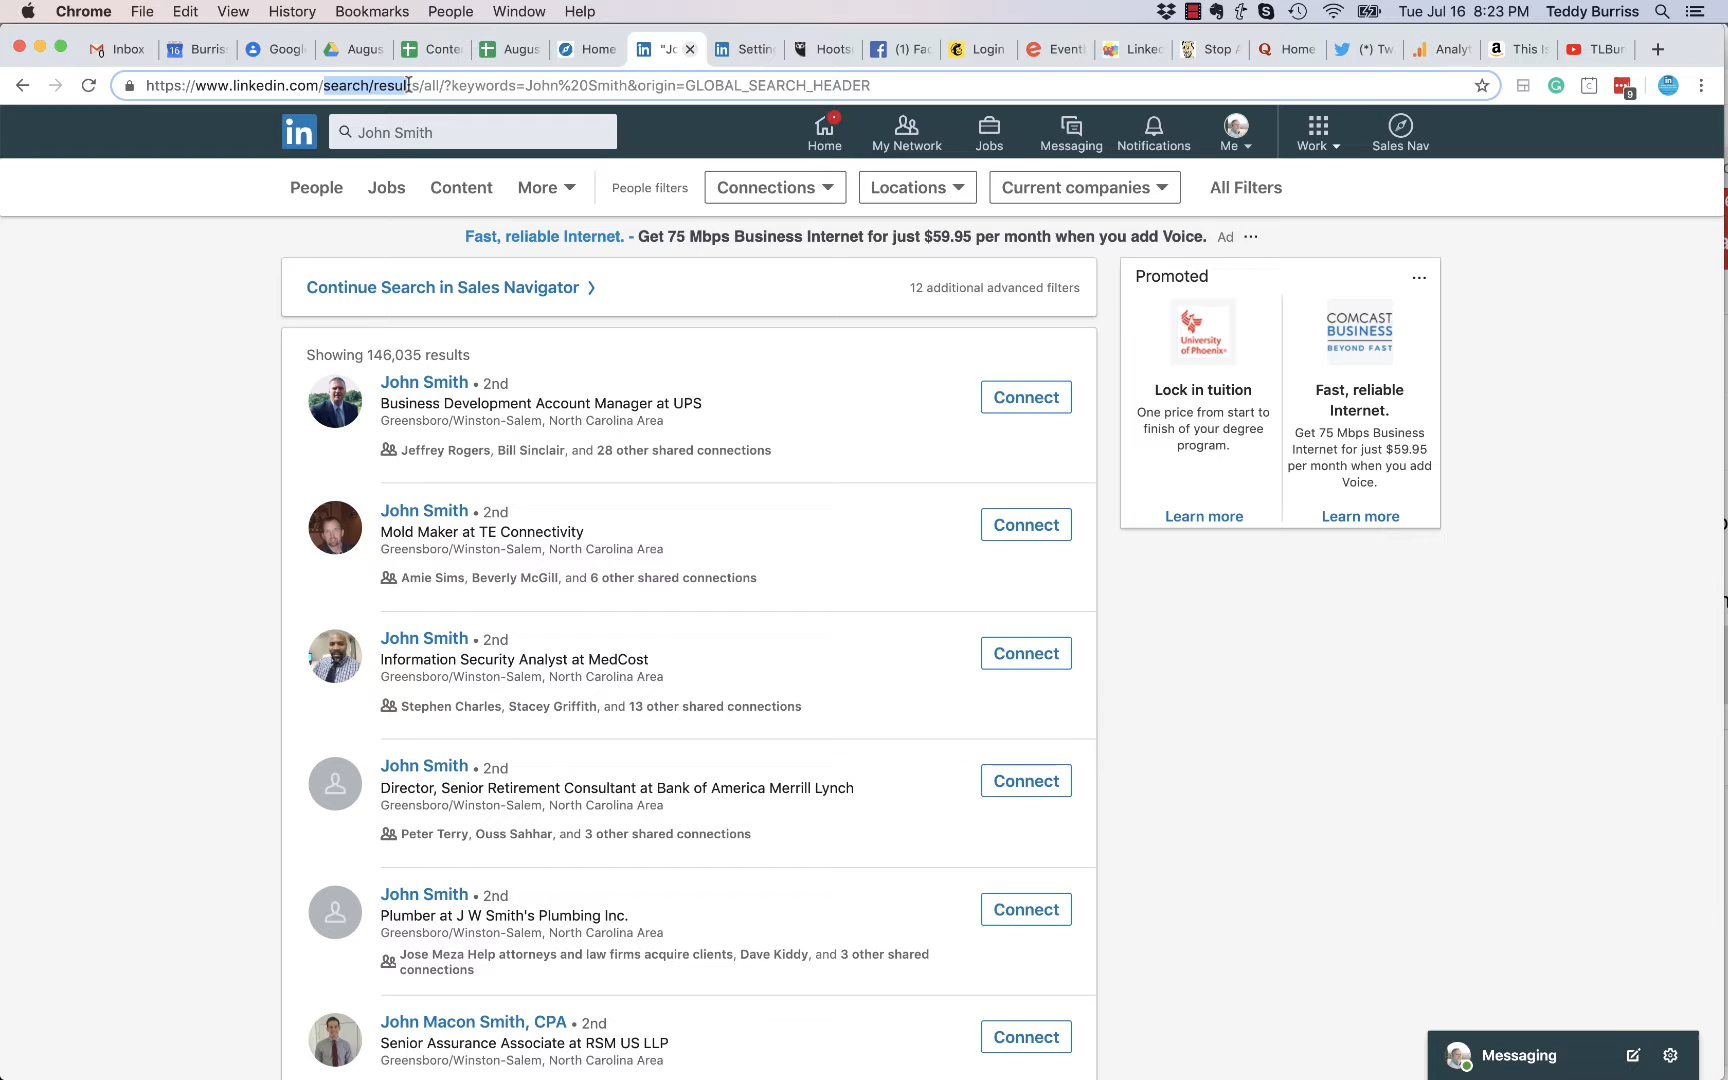 Chrome File Edit View History Bookmarks People Window Help Tue Jul 16 8:23 PM Teddy Burriss
Inbox 16 Burris Google Augus Conte Augus Home "Jo Settin Hoots (1) Fac Login Eventl Linked Stop A Home (*) Tw Analyt This Is TLBur
https://www.linkedin.com/search/results/all/?keywords=John%20Smith&origin=GLOBAL_SEARCH_HEADER 9
in John Smith Home My Network Jobs Messaging Notifications Me Work Sales Nav
People Jobs Content More People filters Connections Locations Current companies All Filters
Fast, reliable Internet. - Get 75 Mbps Business Internet for just $59.95 per month when you add Voice. Ad ...
Continue Search in Sales Navigator 12 additional advanced filters
Showing 146,035 results
John Smith • 2nd
Business Development Account Manager at UPS
Greensboro/Winston-Salem, North Carolina Area
Jeffrey Rogers, Bill Sinclair, and 28 other shared connections
Connect
John Smith • 2nd
Mold Maker at TE Connectivity
Greensboro/Winston-Salem, North Carolina Area
Amie Sims, Beverly McGill, and 6 other shared connections
Connect
John Smith • 2nd
Information Security Analyst at MedCost
Greensboro/Winston-Salem, North Carolina Area
Stephen Charles, Stacey Griffith, and 13 other shared connections
Connect
John Smith • 2nd
Director, Senior Retirement Consultant at Bank of America Merrill Lynch
Greensboro/Winston-Salem, North Carolina Area
Peter Terry, Ouss Sahhar, and 3 other shared connections
Connect
John Smith • 2nd
Plumber at J W Smith's Plumbing Inc.
Greensboro/Winston-Salem, North Carolina Area
Jose Meza Help attorneys and law firms acquire clients, Dave Kiddy, and 3 other shared
connections
Connect
John Macon Smith, CPA • 2nd
Senior Assurance Associate at RSM US LLP
Greensboro/Winston-Salem, North Carolina Area
Connect
Promoted ...
University
of Phoenix
Lock in tuition
One price from start to
finish of your degree
program.
Learn more
COMCAST
BUSINESS
BEYOND FAST
Fast, reliable
Internet.
Get 75 Mbps Business
Internet for just $59.95
per month when you add
Voice.
Learn more
Messaging